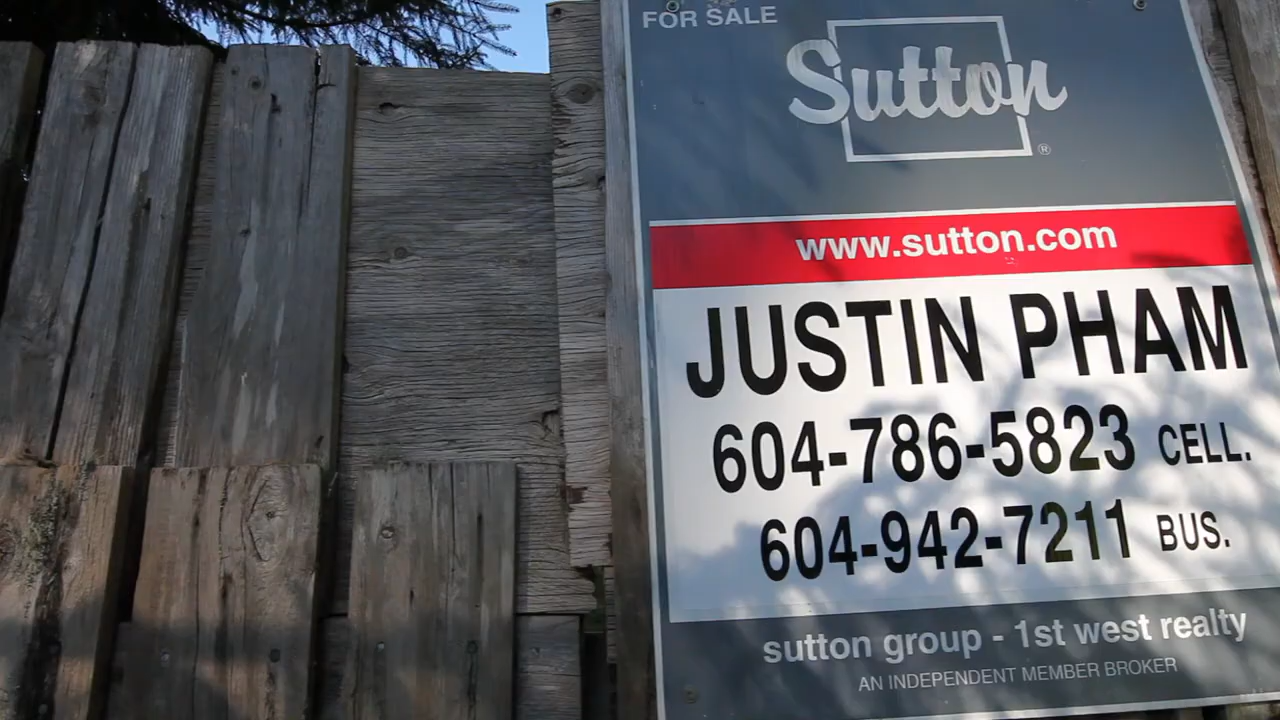 FOR SALE
Sutton
®
www.sutton.com
JUSTIN PHAM
604-786-5823 CELL.
604-942-7211 BUS.
sutton group - 1st west realty
AN INDEPENDENT MEMBER BROKER